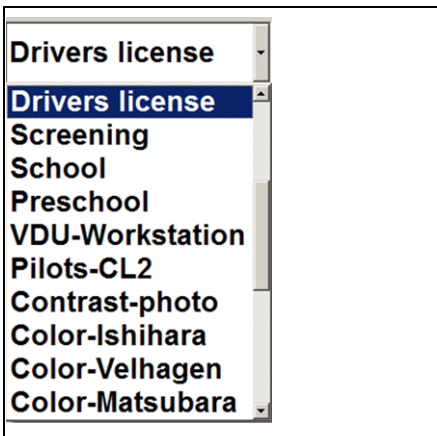 Drivers license
Drivers license
Screening
School
Preschool
VDU-Workstation
Pilots-CL2
Contrast-photo
Color-Ishihara
Color-Velhagen
Color-Matsubara